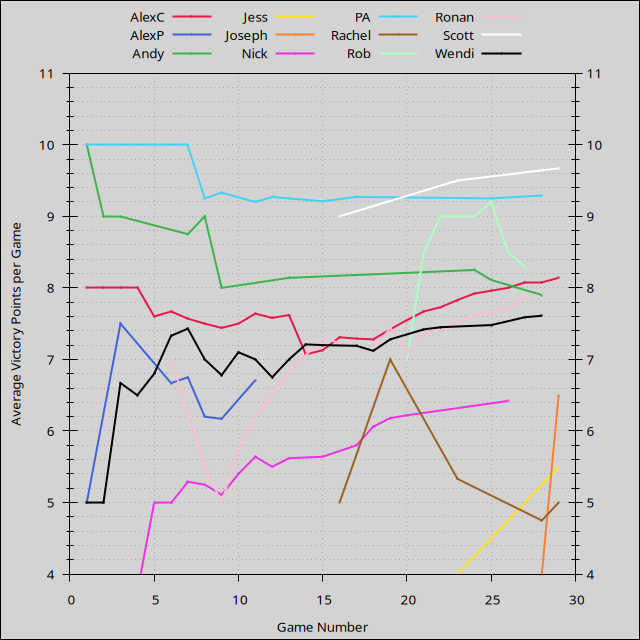 AlexC Jess PA Ronan
AlexP Joseph Rachel Scott
Andy Nick Rob Wendi
11 11
10 10
9 9
8 8
7 7
6 6
5 5
4 4
0 5 10 15 20 25 30
Average Victory Points per Game
Game Number